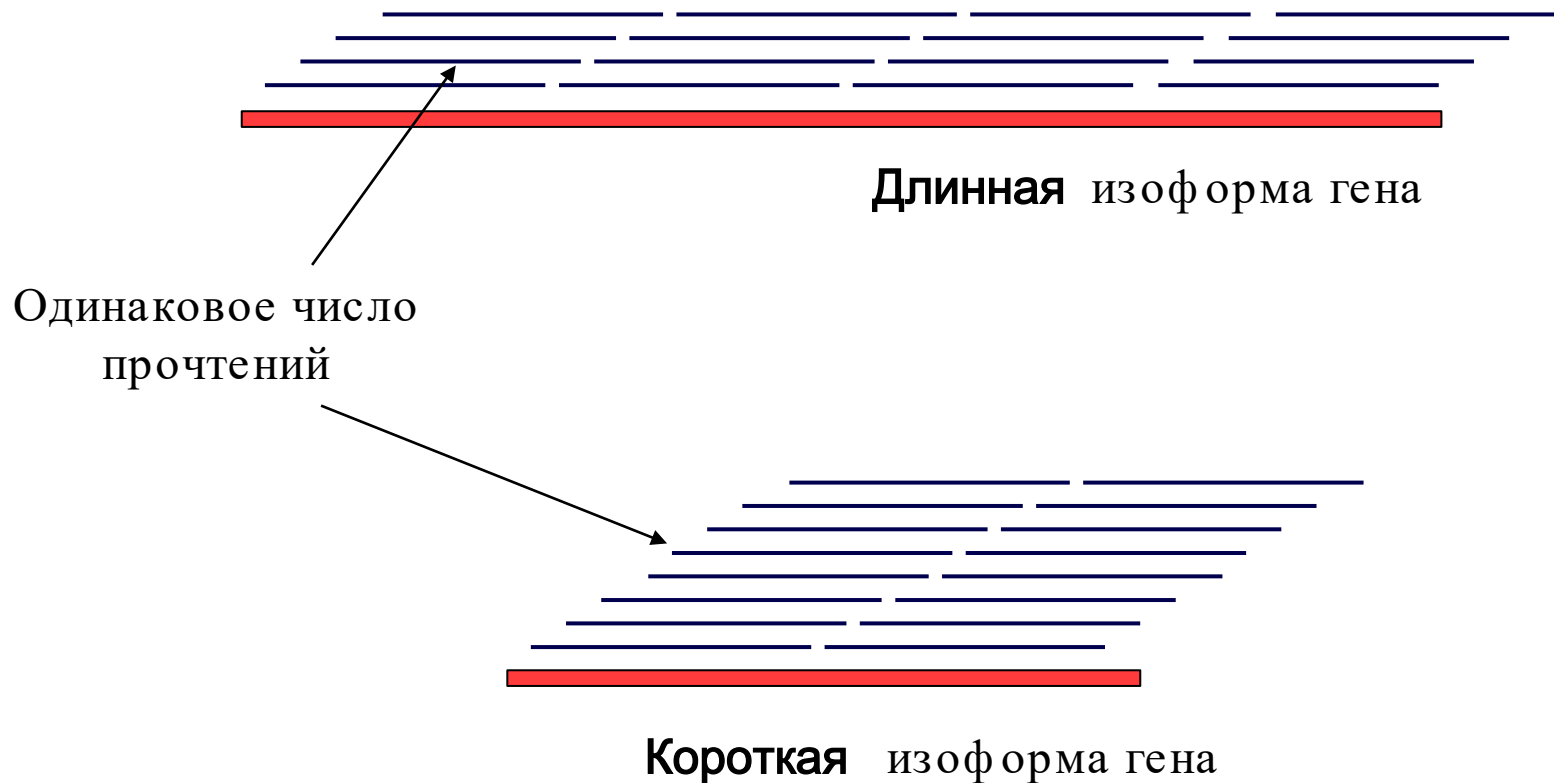 Длинная изоформа гена
Одинаковое число
прочтений
Короткая изоформа гена